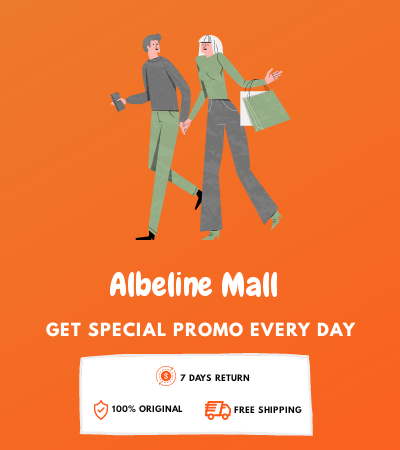 Albeline Mall
GET SPECIAL PROMO EVERY DAY
7 DAYS RETURN
100% ORIGINAL
FREE SHIPPING